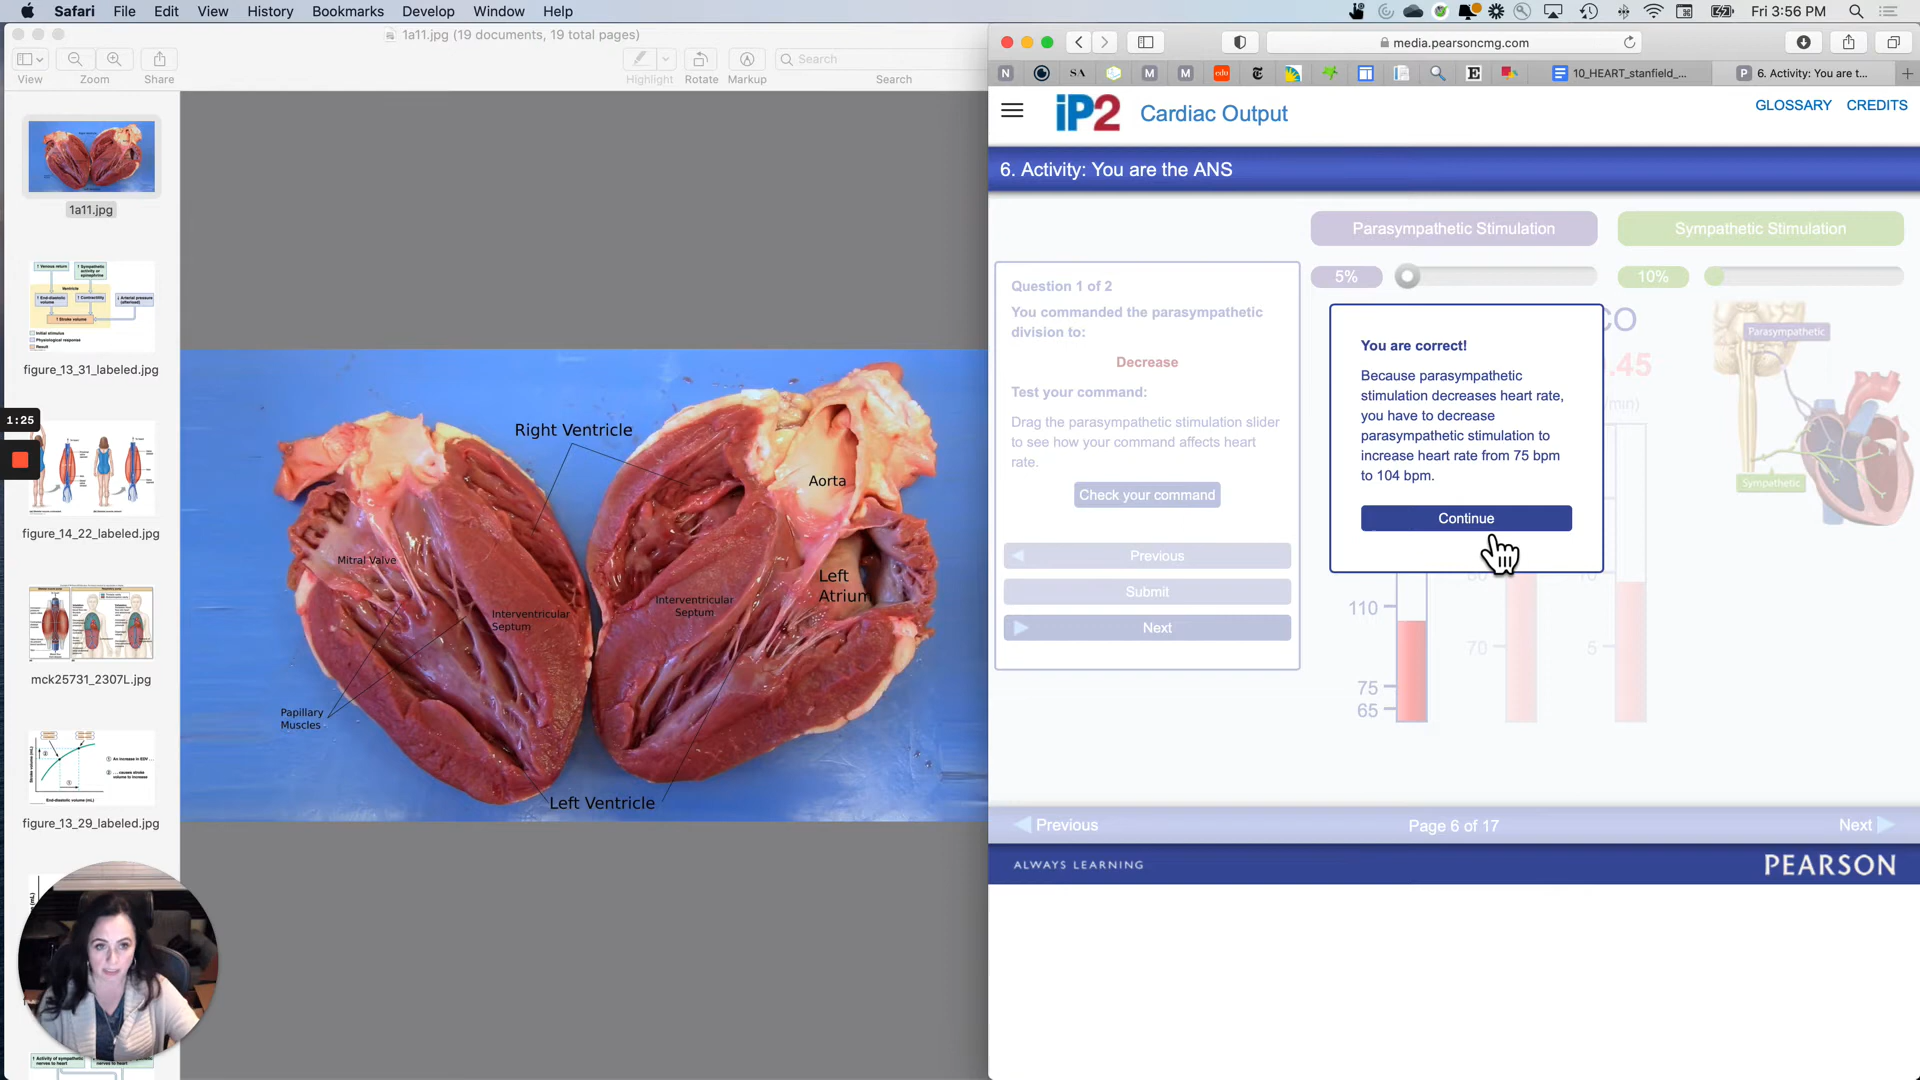 Safari File Edit View History Bookmarks Develop Window Help
Fri 3:56 PM
1a11.jpg (19 documents, 19 total pages)
View
Zoom
Share
Highlight
Rotate
Markup
Search
Search
1a11.jpg
figure_13_31_labeled.jpg
figure_14_22_labeled.jpg
mck25731_2307L.jpg
figure_13_29_labeled.jpg
1:25
Right Ventricle
Aorta
Mitral Valve
Left
Atrium
Interventricular
Septum
Interventricular
Septum
Papillary
Muscles
Left Ventricle
media.pearsoncmg.com
10_HEART_stanfield_...
6. Activity: You are t...
iP2 Cardiac Output
GLOSSARY CREDITS
6. Activity: You are the ANS
Parasympathetic Stimulation
Sympathetic Stimulation
5%
10%
Question 1 of 2
You commanded the parasympathetic
division to:
Decrease
Test your command:
Drag the parasympathetic stimulation slider
to see how your command affects heart
rate.
Check your command
Previous
Submit
Next
You are correct!
Because parasympathetic
stimulation decreases heart rate,
you have to decrease
parasympathetic stimulation to
increase heart rate from 75 bpm
to 104 bpm.
Continue
CO
.45
Parasympathetic
Sympathetic
110
75
65
70
5
Previous
Page 6 of 17
Next
ALWAYS LEARNING
PEARSON